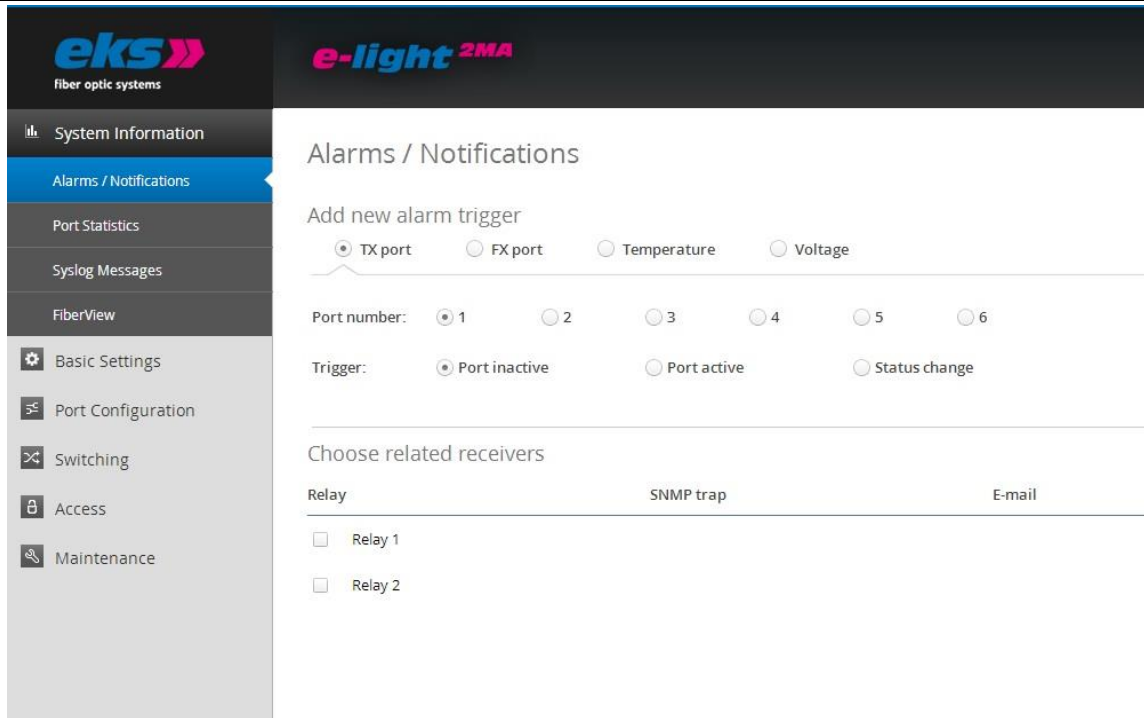 eks
fiber optic systems
e-light 2MA
System Information
Alarms / Notifications
Port Statistics
Syslog Messages
FiberView
Basic Settings
Port Configuration
Switching
Access
Maintenance
Alarms / Notifications
Add new alarm trigger
TX port FX port Temperature Voltage
Port number: 1 2 3 4 5 6
Trigger: Port inactive Port active Status change
Choose related receivers
Relay SNMP trap E-mail
Relay 1
Relay 2